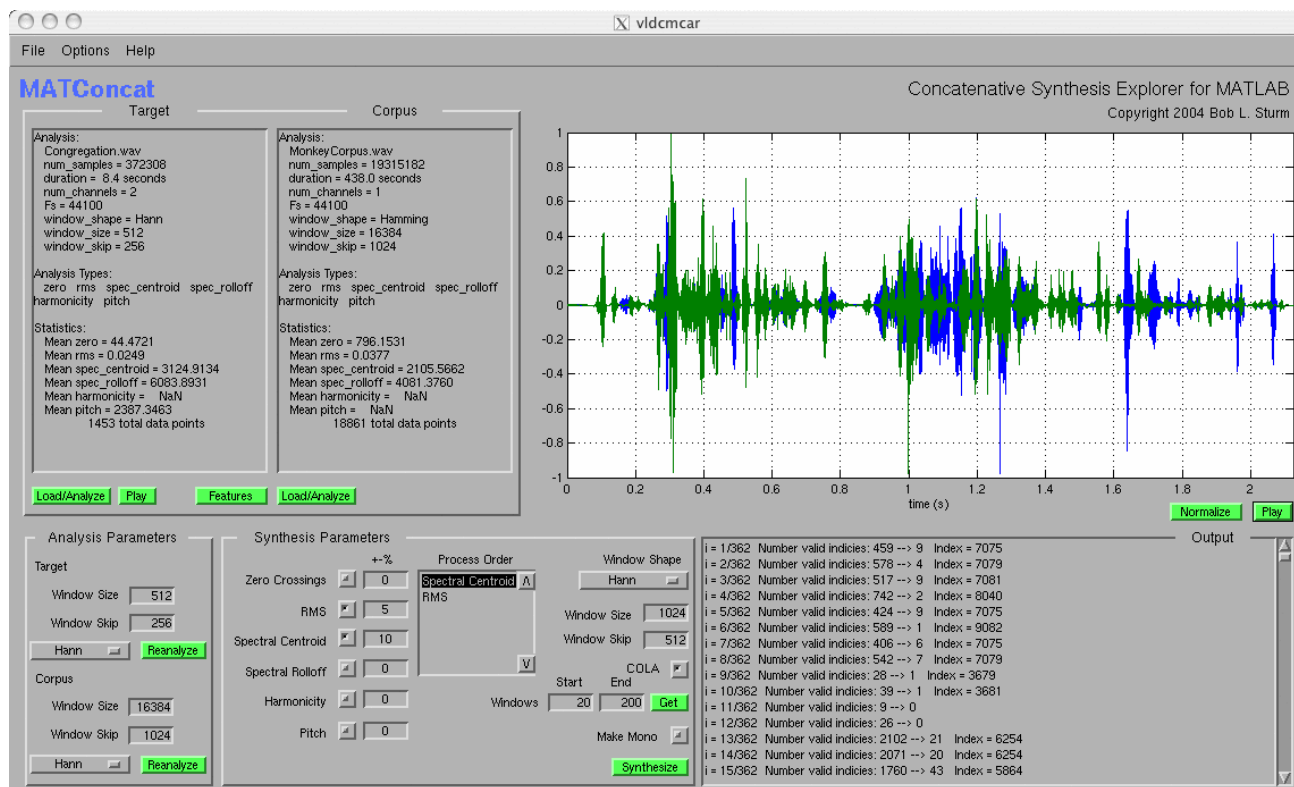 vldcmcar
File Options Help
MATConcat
Concatenative Synthesis Explorer for MATLAB
Copyright 2004 Bob L. Sturm
Target
Analysis:
Congregation.wav
num_samples = 372308
duration = 8.4 seconds
num_channels = 2
Fs = 44100
window_shape = Hann
window_size = 512
window_skip = 256
Analysis Types:
zero rms spec_centroid spec_rolloff
harmonicity pitch
Statistics:
Mean zero = 44.4721
Mean rms = 0.0249
Mean spec_centroid = 3124.9134
Mean spec_rolloff = 6083.8931
Mean harmonicity = NaN
Mean pitch = 2387.3463
1453 total data points
Load/Analyze Play Features
Corpus
Analysis:
MonkeyCorpus.wav
num_samples = 19315182
duration = 438.0 seconds
num_channels = 1
Fs = 44100
window_shape = Hamming
window_size = 16384
window_skip = 1024
Analysis Types:
zero rms spec_centroid spec_rolloff
harmonicity pitch
Statistics:
Mean zero = 796.1531
Mean rms = 0.0377
Mean spec_centroid = 2105.5662
Mean spec_rolloff = 4081.3760
Mean harmonicity = NaN
Mean pitch = NaN
18861 total data points
Load/Analyze
1
0.8
0.6
0.4
0.2
0
-0.2
-0.4
-0.6
-0.8
-1
0 0.2 0.4 0.6 0.8 1 1.2 1.4 1.6 1.8 2
time (s)
Normalize Play
Analysis Parameters
Target
Window Size 512
Window Skip 256
Hann Reanalyze
Corpus
Window Size 16384
Window Skip 1024
Hann Reanalyze
Synthesis Parameters
+-%
Zero Crossings 0
RMS 5
Spectral Centroid 10
Spectral Rolloff 0
Harmonicity 0
Pitch 0
Process Order
Spectral Centroid
RMS
Window Shape
Hann
Window Size 1024
Window Skip 512
COLA
Start End
Windows 20 200 Get
Make Mono
Synthesize
Output
i = 1/362 Number valid indicies: 459 --> 9 Index = 7075
i = 2/362 Number valid indicies: 578 --> 4 Index = 7079
i = 3/362 Number valid indicies: 517 --> 9 Index = 7081
i = 4/362 Number valid indicies: 742 --> 2 Index = 8040
i = 5/362 Number valid indicies: 424 --> 9 Index = 7075
i = 6/362 Number valid indicies: 589 --> 1 Index = 9082
i = 7/362 Number valid indicies: 406 --> 6 Index = 7075
i = 8/362 Number valid indicies: 542 --> 7 Index = 7079
i = 9/362 Number valid indicies: 28 --> 1 Index = 3679
i = 10/362 Number valid indicies: 39 --> 1 Index = 3681
i = 11/362 Number valid indicies: 9 --> 0
i = 12/362 Number valid indicies: 26 --> 0
i = 13/362 Number valid indicies: 2102 --> 21 Index = 6254
i = 14/362 Number valid indicies: 2071 --> 20 Index = 6254
i = 15/362 Number valid indicies: 1760 --> 43 Index = 5864